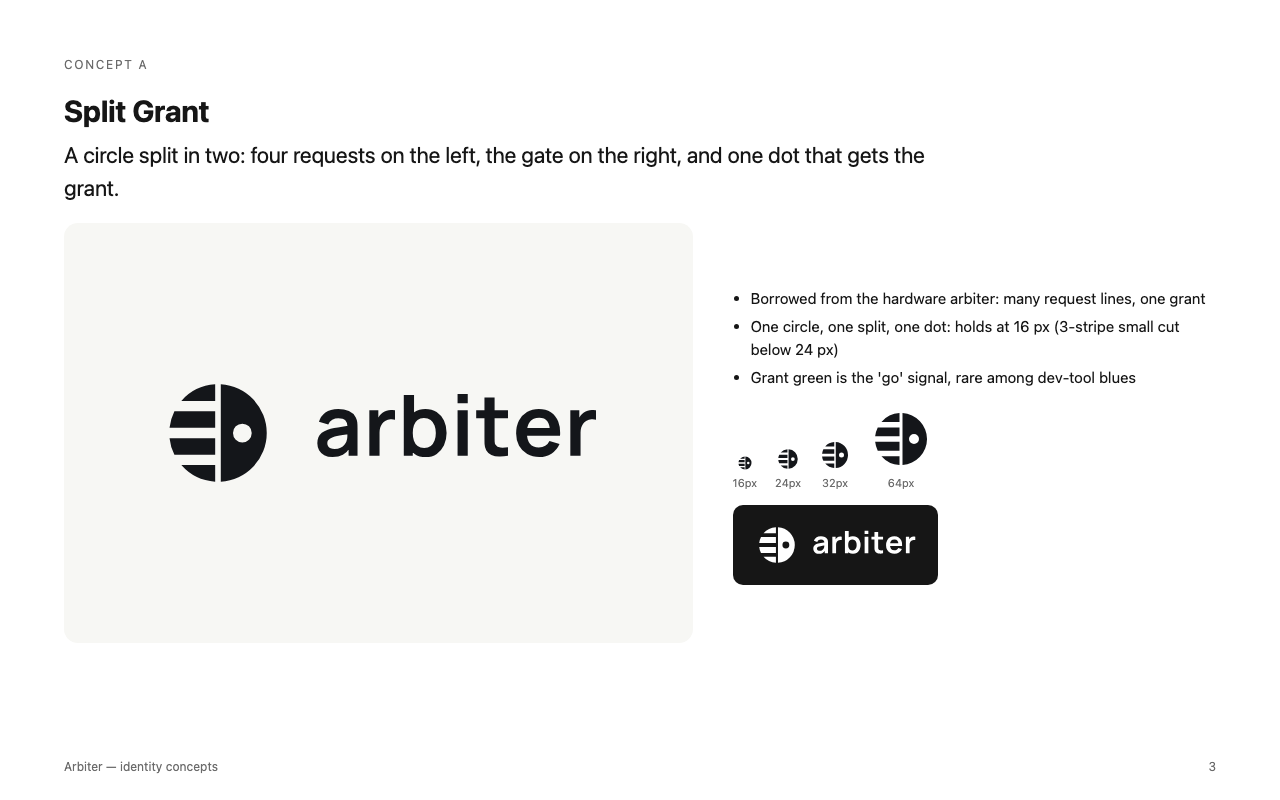 CONCEPT A
Split Grant
A circle split in two: four requests on the left, the gate on the right, and one dot that gets the
grant.
arbiter
• Borrowed from the hardware arbiter: many request lines, one grant
• One circle, one split, one dot: holds at 16 px (3-stripe small cut
below 24 px)
• Grant green is the 'go' signal, rare among dev-tool blues
16px 24px 32px 64px
arbiter
Arbiter — identity concepts 3